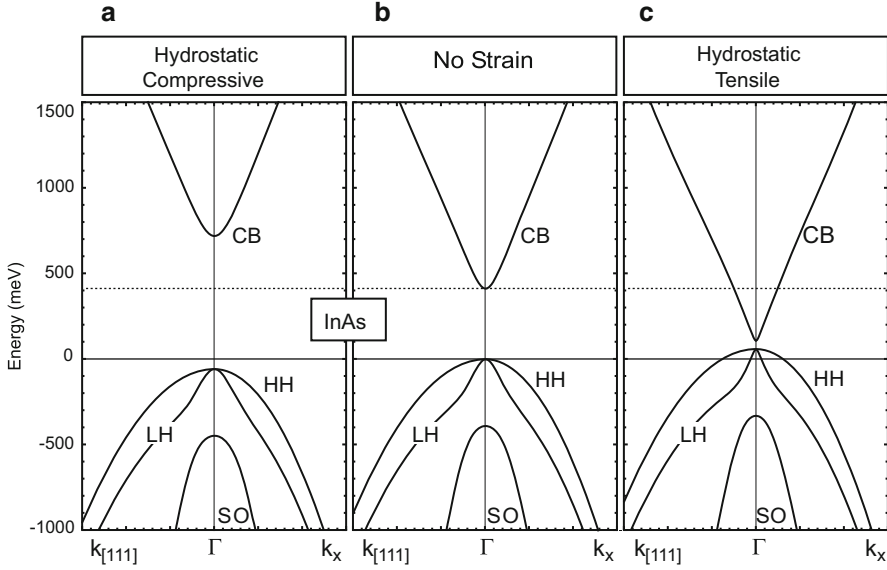 a
b
c
Hydrostatic
Compressive
No Strain
Hydrostatic
Tensile
1500
1000
500
0
-500
-1000
Energy (meV)
CB
HH
LH
SO
InAs
CB
HH
LH
SO
CB
HH
LH
SO
k[111]
Γ
kx
k[111]
Γ
kx
k[111]
Γ
kx